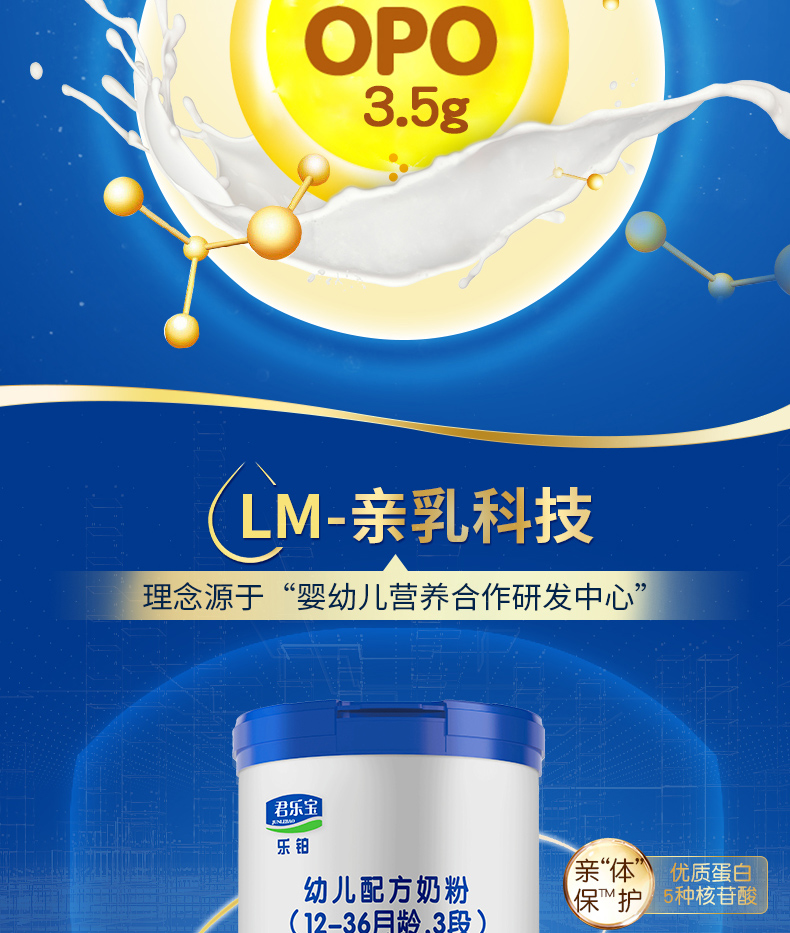 OPO
3.5g
LM-亲乳科技
理念源于“婴幼儿营养合作研发中心”
君乐宝
JUNLEBAO
乐铂
幼儿配方奶粉
（12-36月龄,3段）
亲“体”
保™护
优质蛋白
5种核苷酸